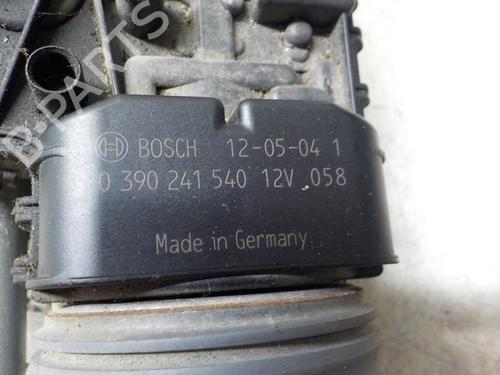 BOSCH 12-05-04 1
0 390 241 540 12V 058
Made in Germany
B-PARTS